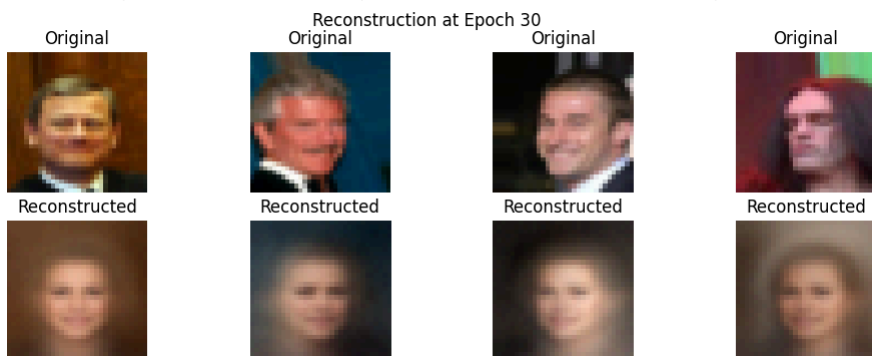 Reconstruction at Epoch 30
Original Original Original Original
Reconstructed Reconstructed Reconstructed Reconstructed